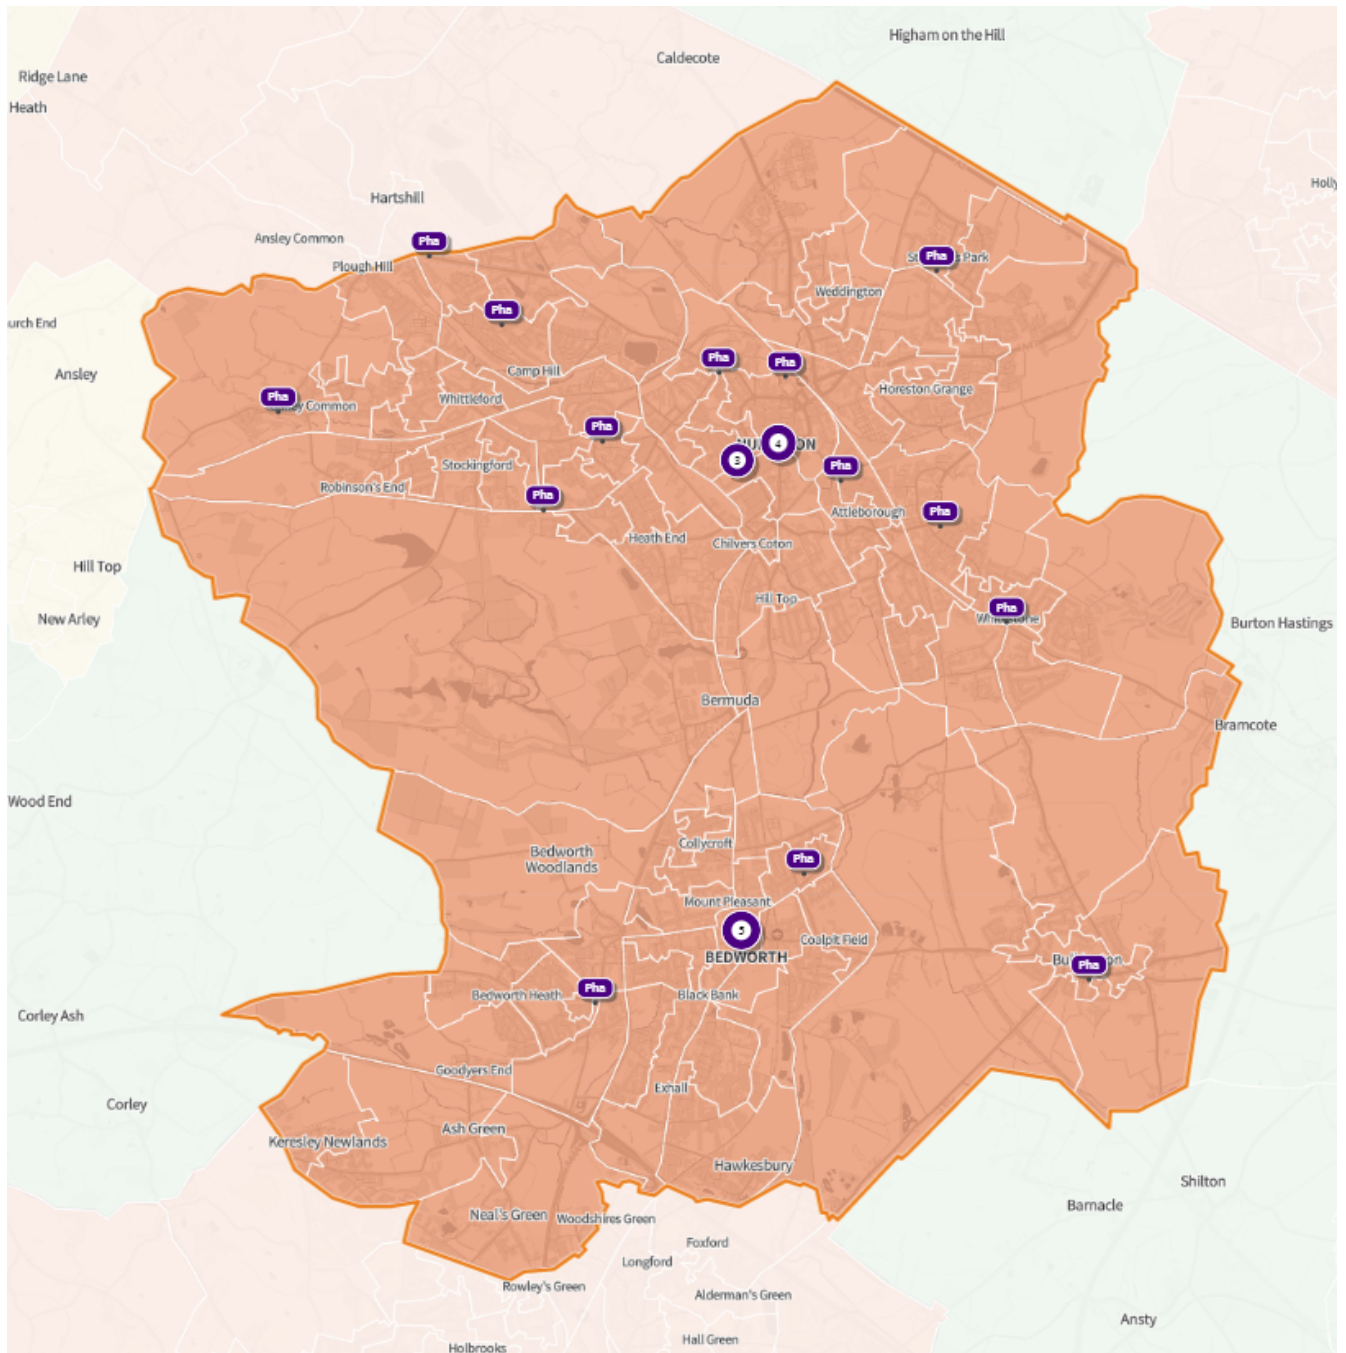 Higham on the Hill
Caldecote
Ridge Lane
Heath
Holly
Hartshill
Ansley Common
Pha
Plough Hill
Pha
Park
Weddington
Pha
urch End
Pha
Pha
Ansley
Camp Hill
Horeston Grange
Pha
Common
Whittleford
Pha
4
ON
3
Stockingford
Pha
Robinson's End
Pha
Attleborough
Pha
Heath End
Chilvers Coton
Hill Top
Hill Top
Pha
New Arley
Burton Hastings
Bermuda
Bramcote
Wood End
Collycroft
Bedworth
Woodlands
Pha
Mount Pleasant
5
Coalpit Field
BEDWORTH
Pha
Bedworth Heath
Pha
Black Bank
Corley Ash
Goodyers End
Exhall
Corley
Ash Green
Keresley Newlands
Hawkesbury
Shilton
Barnacle
Neal's Green
Woodshires Green
Foxford
Longford
Rowley's Green
Alderman's Green
Ansty
Hall Green
Holbrooks